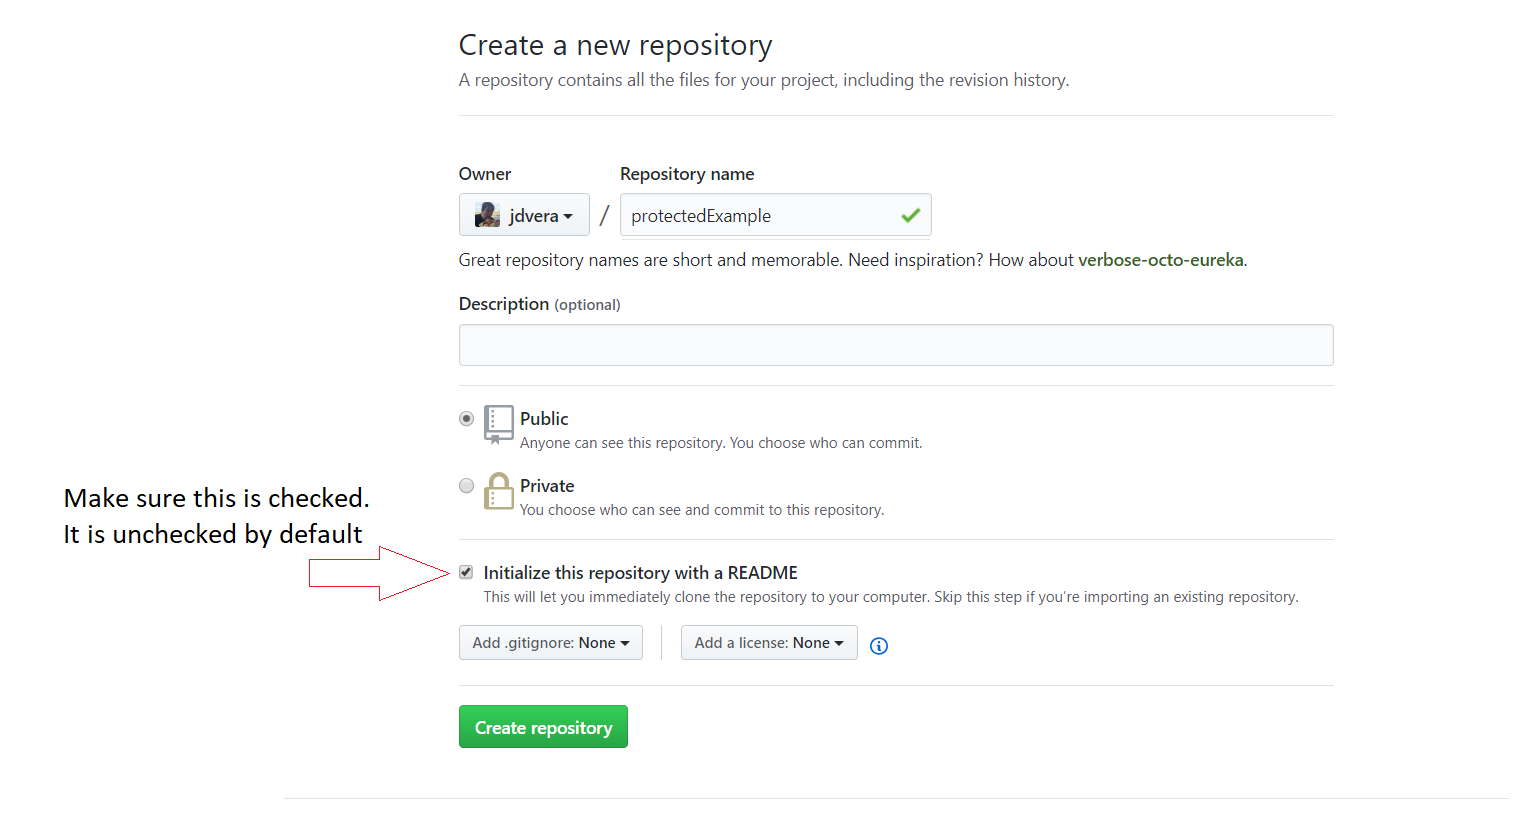 Create a new repository
A repository contains all the files for your project, including the revision history.
Owner
Repository name
jdvera
/
protectedExample
Great repository names are short and memorable. Need inspiration? How about verbose-octo-eureka.
Description (optional)
Public
Anyone can see this repository. You choose who can commit.
Private
You choose who can see and commit to this repository.
Make sure this is checked.
It is unchecked by default
Initialize this repository with a README
This will let you immediately clone the repository to your computer. Skip this step if you’re importing an existing repository.
Add .gitignore: None
Add a license: None
Create repository